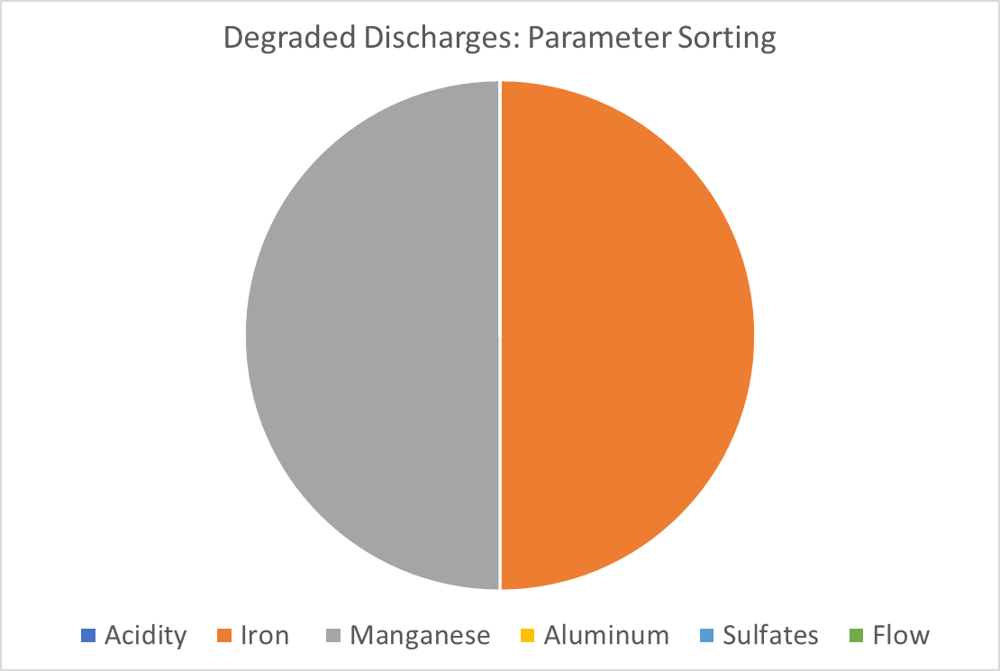 Degraded Discharges: Parameter Sorting
Acidity Iron Manganese Aluminum Sulfates Flow